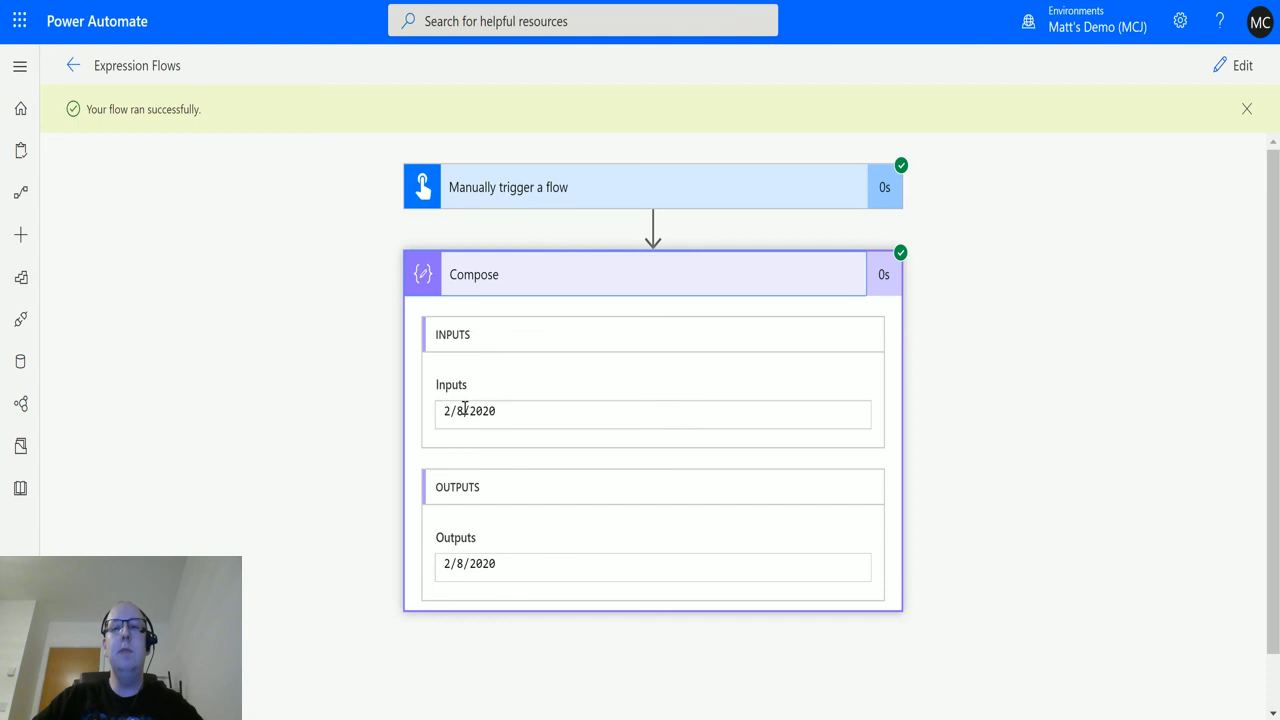 Power Automate
Search for helpful resources
Environments
Matt's Demo (MCJ)
?
MC
Expression Flows
Edit
Your flow ran successfully.
Manually trigger a flow
0s
Compose
0s
INPUTS
Inputs
2/8/2020
OUTPUTS
Outputs
2/8/2020